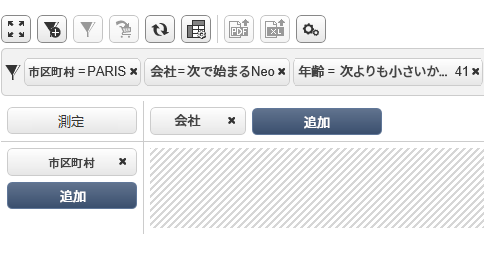 PDF XL
市区町村 =PARIS × 会社=次で始まるNeo × 年齢 = 次よりも小さいか... 41 ×
測定 会社 × 追加
市区町村 ×
追加